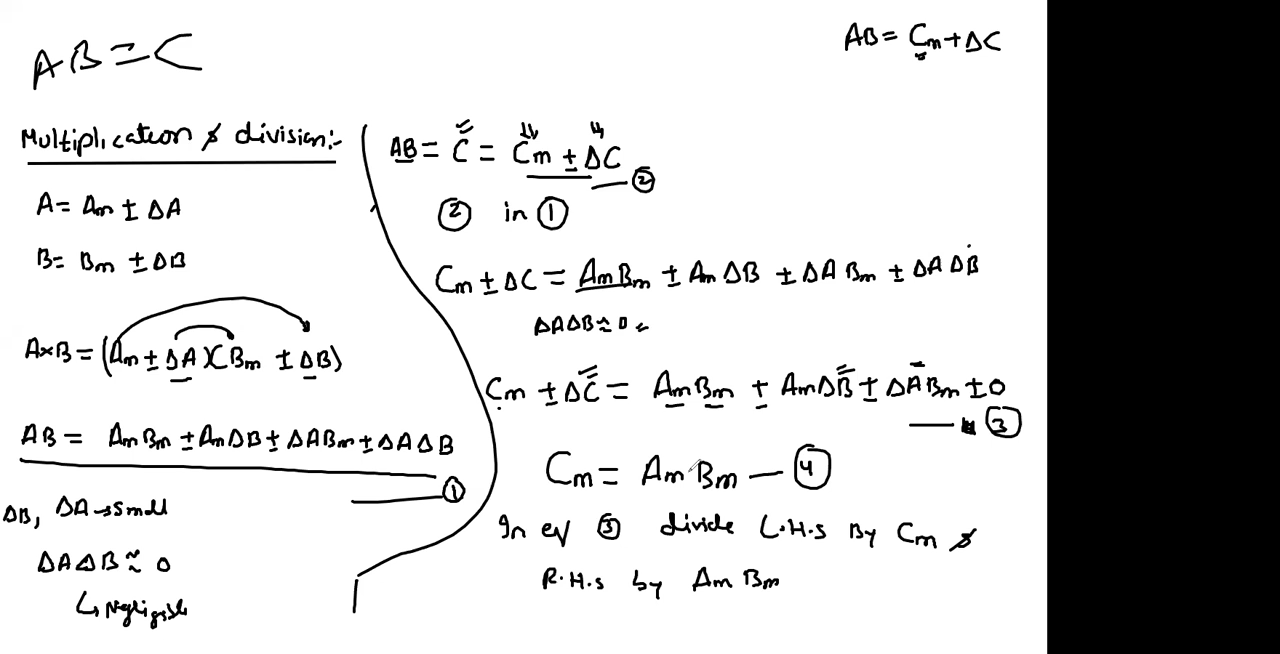 AB = C
AB = Cm + ΔC
Multiplication & division:-
A = Am ± ΔA
B = Bm ± ΔB
A×B = (Am ± ΔA)(Bm ± ΔB)
AB = AmBm ± AmΔB ± ΔABm ± ΔAΔB
①
ΔB, ΔA → small
ΔAΔB ≈ 0
↳ Negligible
AB = C = Cm ± ΔC
②
② in ①
Cm ± ΔC = AmBm ± AmΔB ± ΔABm ± ΔAΔB
ΔAΔB ≈ 0
Cm ± ΔC = AmBm ± AmΔB ± ΔABm ± 0
③
Cm = AmBm — ④
In eq ③ divide L.H.S By Cm &
R.H.S by AmBm